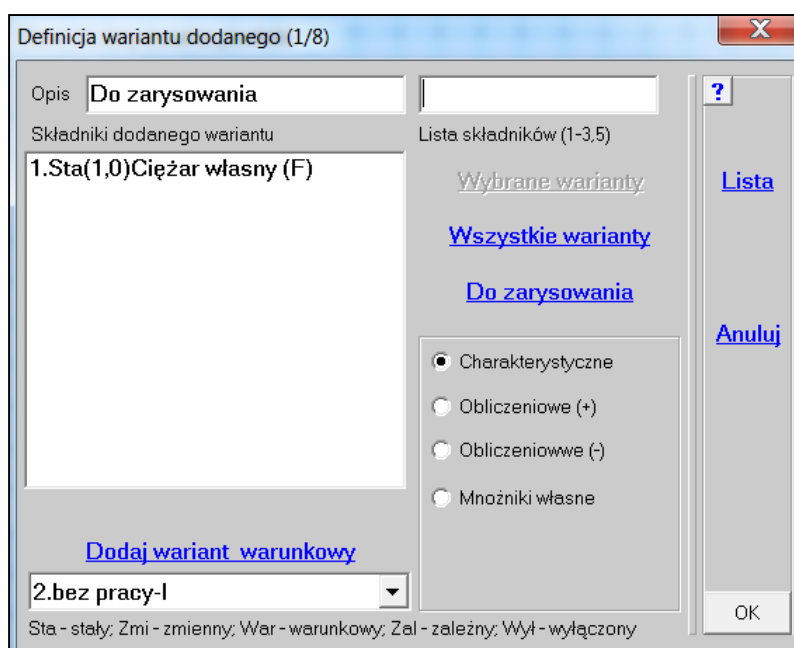 Definicja wariantu dodanego (1/8)
X
Opis Do zarysowania
?
Składniki dodanego wariantu
Lista składników (1-3,5)
1.Sta(1,0)Ciężar własny (F)
Wybrane warianty
Lista
Wszystkie warianty
Do zarysowania
Anuluj
Charakterystyczne
Obliczeniowe (+)
Obliczeniowwe (-)
Mnożniki własne
Dodaj wariant warunkowy
2.bez pracy-I
OK
Sta - stały; Zmi - zmienny; War - warunkowy; Zal - zależny; Wył - wyłączony